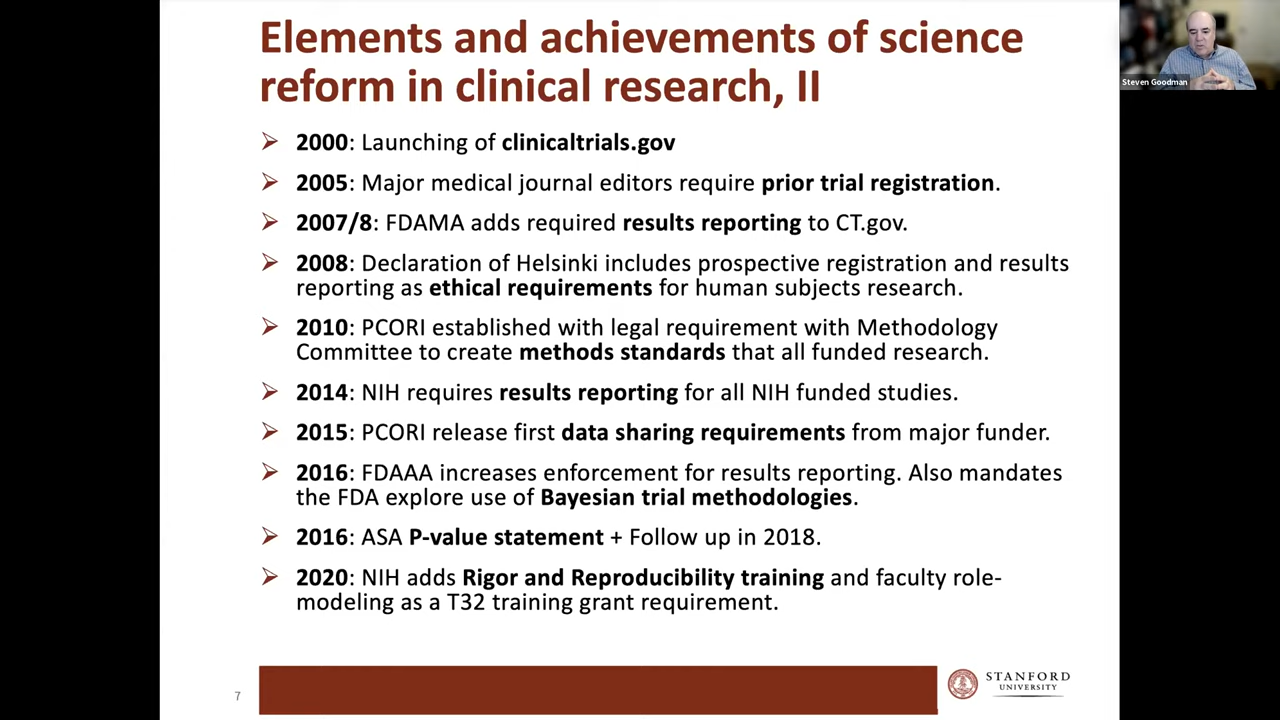 Elements and achievements of science
reform in clinical research, II
Steven Goodman
➢ 2000: Launching of clinicaltrials.gov
➢ 2005: Major medical journal editors require prior trial registration.
➢ 2007/8: FDAMA adds required results reporting to CT.gov.
➢ 2008: Declaration of Helsinki includes prospective registration and results
reporting as ethical requirements for human subjects research.
➢ 2010: PCORI established with legal requirement with Methodology
Committee to create methods standards that all funded research.
➢ 2014: NIH requires results reporting for all NIH funded studies.
➢ 2015: PCORI release first data sharing requirements from major funder.
➢ 2016: FDAAA increases enforcement for results reporting. Also mandates
the FDA explore use of Bayesian trial methodologies.
➢ 2016: ASA P-value statement + Follow up in 2018.
➢ 2020: NIH adds Rigor and Reproducibility training and faculty role-
modeling as a T32 training grant requirement.
7
STANFORD
UNIVERSITY